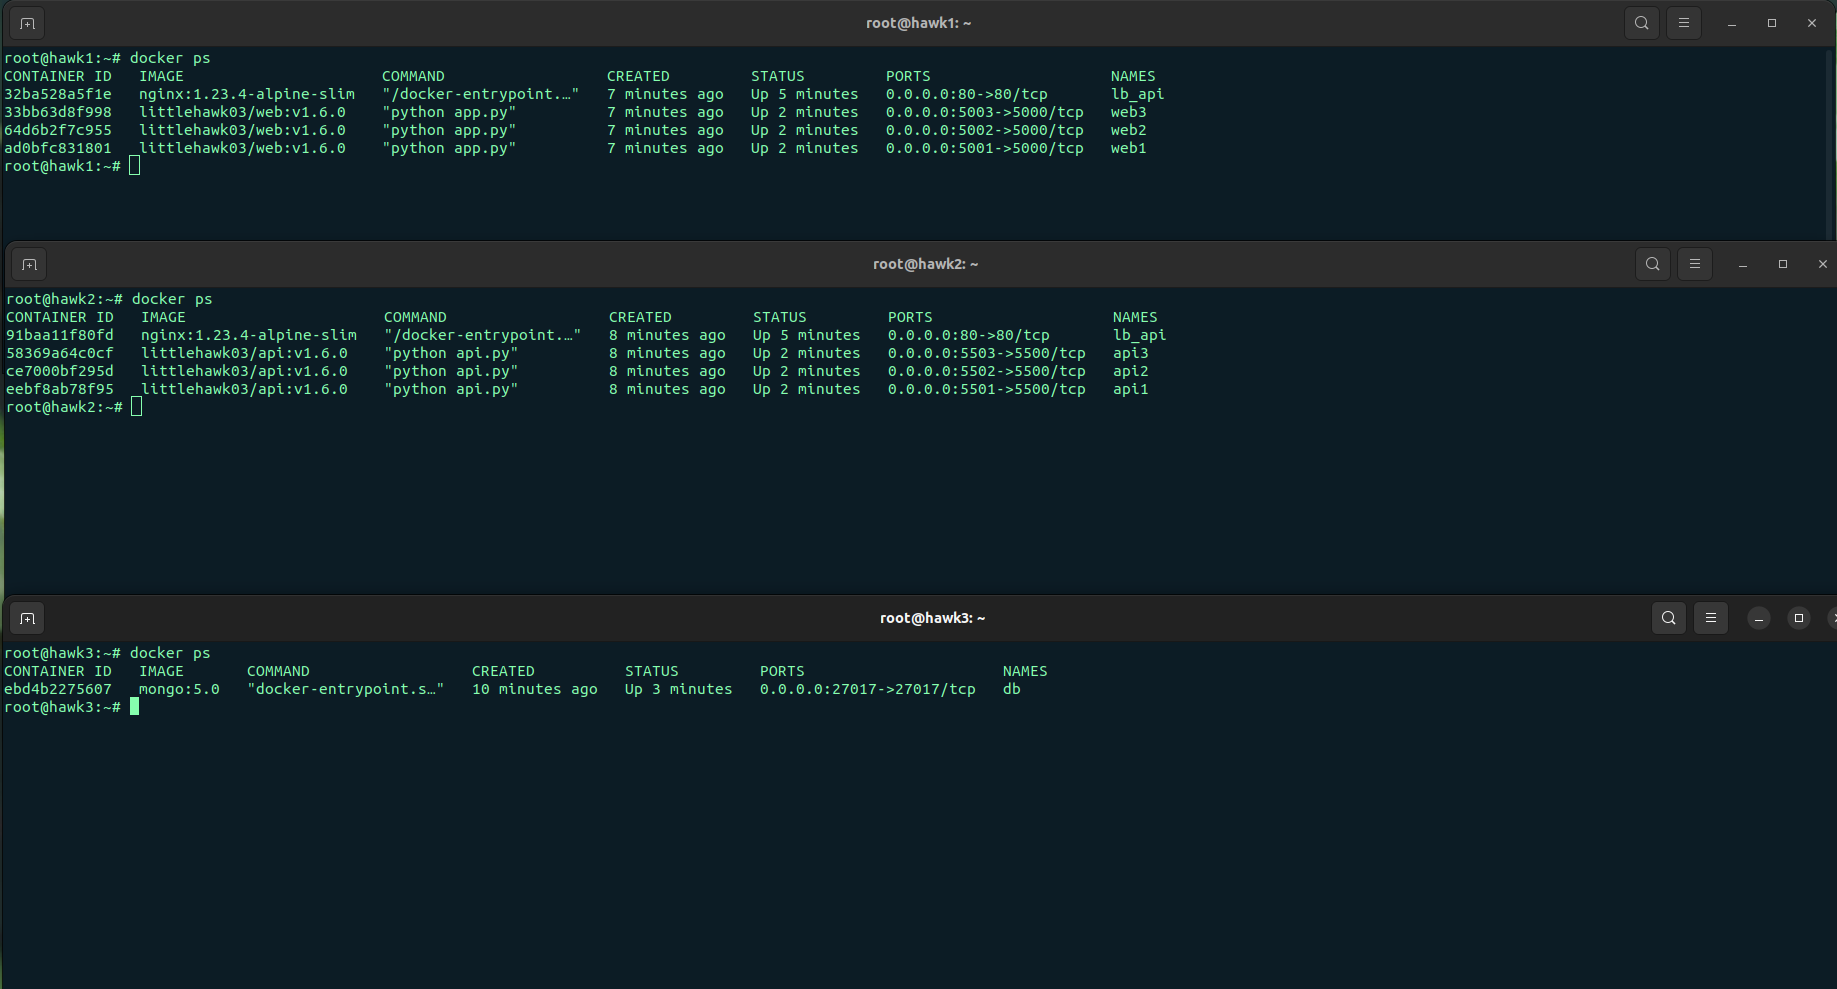 root@hawk1: ~
root@hawk1:~# docker ps
CONTAINER ID   IMAGE                      COMMAND                  CREATED         STATUS         PORTS                    NAMES
32ba528a5f1e   nginx:1.23.4-alpine-slim   "/docker-entrypoint.…"   7 minutes ago   Up 5 minutes   0.0.0.0:80->80/tcp       lb_api
33bb63d8f998   littlehawk03/web:v1.6.0    "python app.py"          7 minutes ago   Up 2 minutes   0.0.0.0:5003->5000/tcp   web3
64d6b2f7c955   littlehawk03/web:v1.6.0    "python app.py"          7 minutes ago   Up 2 minutes   0.0.0.0:5002->5000/tcp   web2
ad0bfc831801   littlehawk03/web:v1.6.0    "python app.py"          7 minutes ago   Up 2 minutes   0.0.0.0:5001->5000/tcp   web1
root@hawk1:~#
root@hawk2: ~
root@hawk2:~# docker ps
CONTAINER ID   IMAGE                      COMMAND                  CREATED         STATUS         PORTS                    NAMES
91baa11f80fd   nginx:1.23.4-alpine-slim   "/docker-entrypoint.…"   8 minutes ago   Up 5 minutes   0.0.0.0:80->80/tcp       lb_api
58369a64c0cf   littlehawk03/api:v1.6.0    "python api.py"          8 minutes ago   Up 2 minutes   0.0.0.0:5503->5500/tcp   api3
ce7000bf295d   littlehawk03/api:v1.6.0    "python api.py"          8 minutes ago   Up 2 minutes   0.0.0.0:5502->5500/tcp   api2
eebf8ab78f95   littlehawk03/api:v1.6.0    "python api.py"          8 minutes ago   Up 2 minutes   0.0.0.0:5501->5500/tcp   api1
root@hawk2:~#
root@hawk3: ~
root@hawk3:~# docker ps
CONTAINER ID   IMAGE       COMMAND                  CREATED          STATUS         PORTS                      NAMES
ebd4b2275607   mongo:5.0   "docker-entrypoint.s…"   10 minutes ago   Up 3 minutes   0.0.0.0:27017->27017/tcp   db
root@hawk3:~#